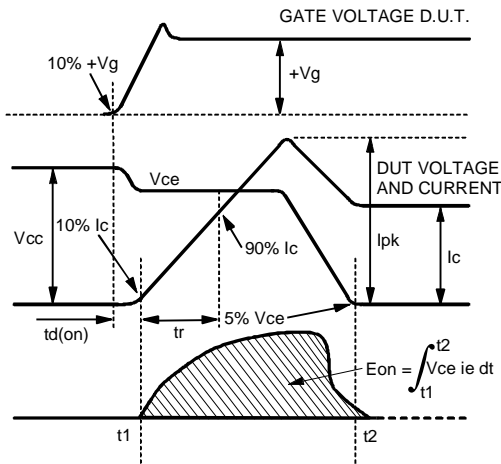 GATE VOLTAGE D.U.T.
10% +Vg
+Vg
DUT VOLTAGE
AND CURRENT
Vce
10% Ic
90% Ic
Vcc
Ipk
Ic
td(on)
tr
5% Vce
t2
Eon = ∫ Vce ie dt
t1
t1
t2